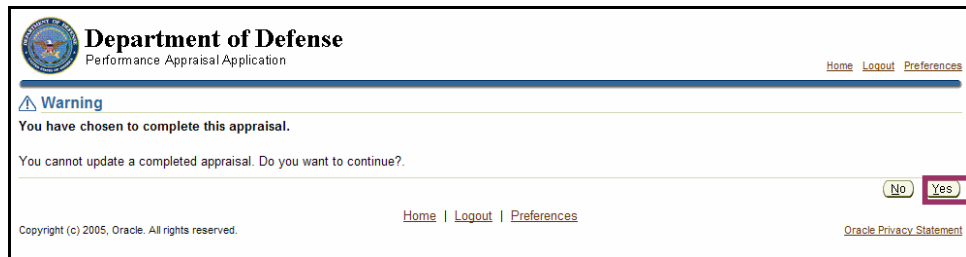 Department of Defense
Performance Appraisal Application
Home Logout Preferences
Warning
You have chosen to complete this appraisal.
You cannot update a completed appraisal. Do you want to continue?.
No Yes
Home | Logout | Preferences
Copyright (c) 2005, Oracle. All rights reserved. Oracle Privacy Statement